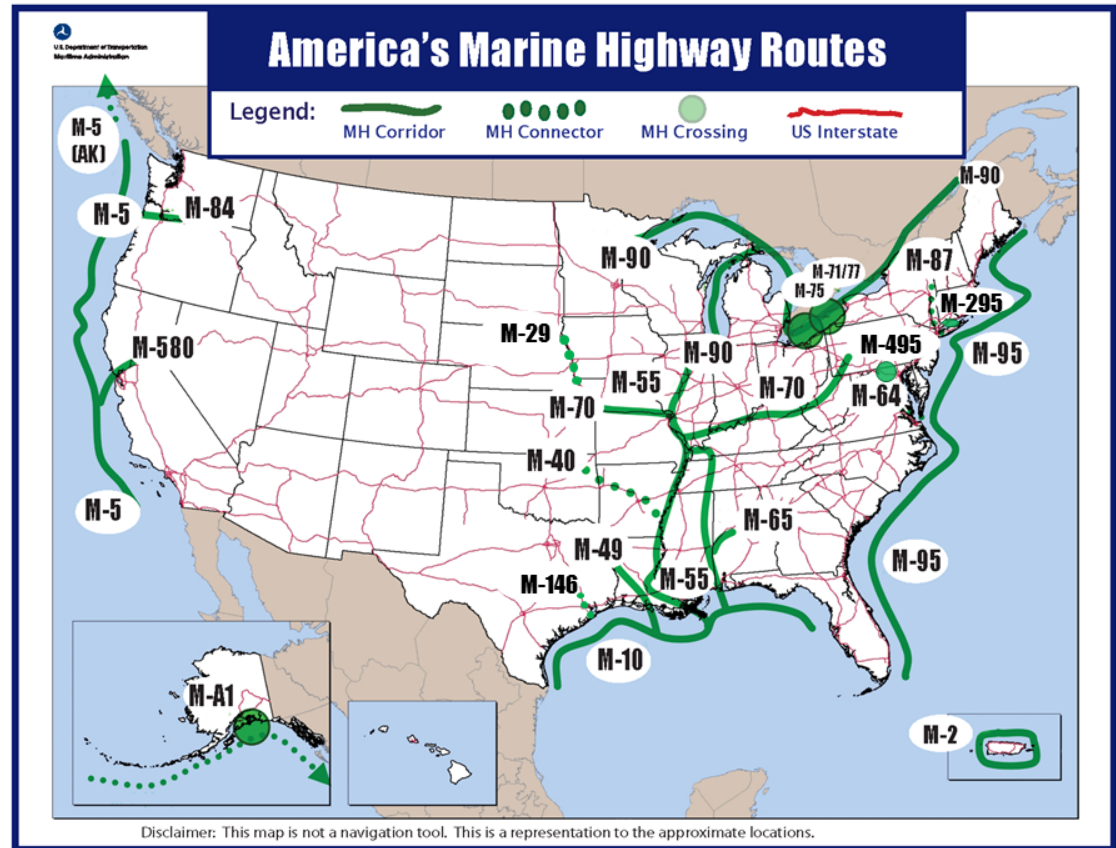 U.S. Department of Transportation
Maritime Administration
America's Marine Highway Routes
Legend:
MH Corridor
MH Connector
MH Crossing
US Interstate
M-5
(AK)
M-5
M-84
M-90
M-90
M-71/77
M-75
M-87
M-295
M-29
M-580
M-90
M-495
M-95
M-55
M-70
M-64
M-70
M-40
M-5
M-65
M-49
M-95
M-146
M-55
M-10
M-A1
M-2
Disclaimer: This map is not a navigation tool. This is a representation to the approximate locations.